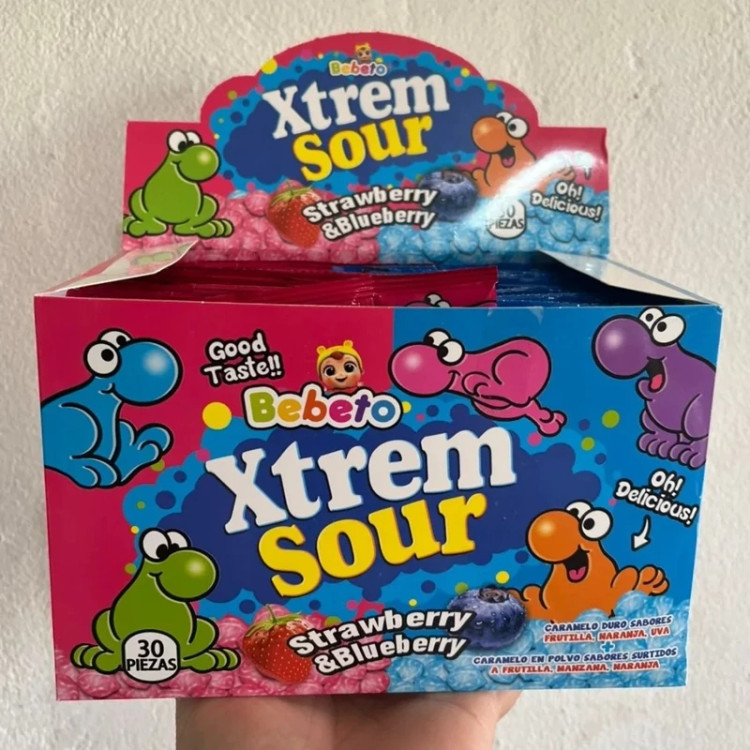 Bebeto
Xtrem
Sour
Strawberry
&Blueberry
Oh!
Delicious!
PIEZAS
Good
Taste!!
Bebeto
Xtrem
Sour
Oh!
Delicious!
Strawberry
&Blueberry
30
PIEZAS
CARAMELO DURO SABORES
FRUTILLA, NARANJA, UVA
+
CARAMELO EN POLVO SABORES SURTIDOS
A FRUTILLA, MANZANA, NARANJA